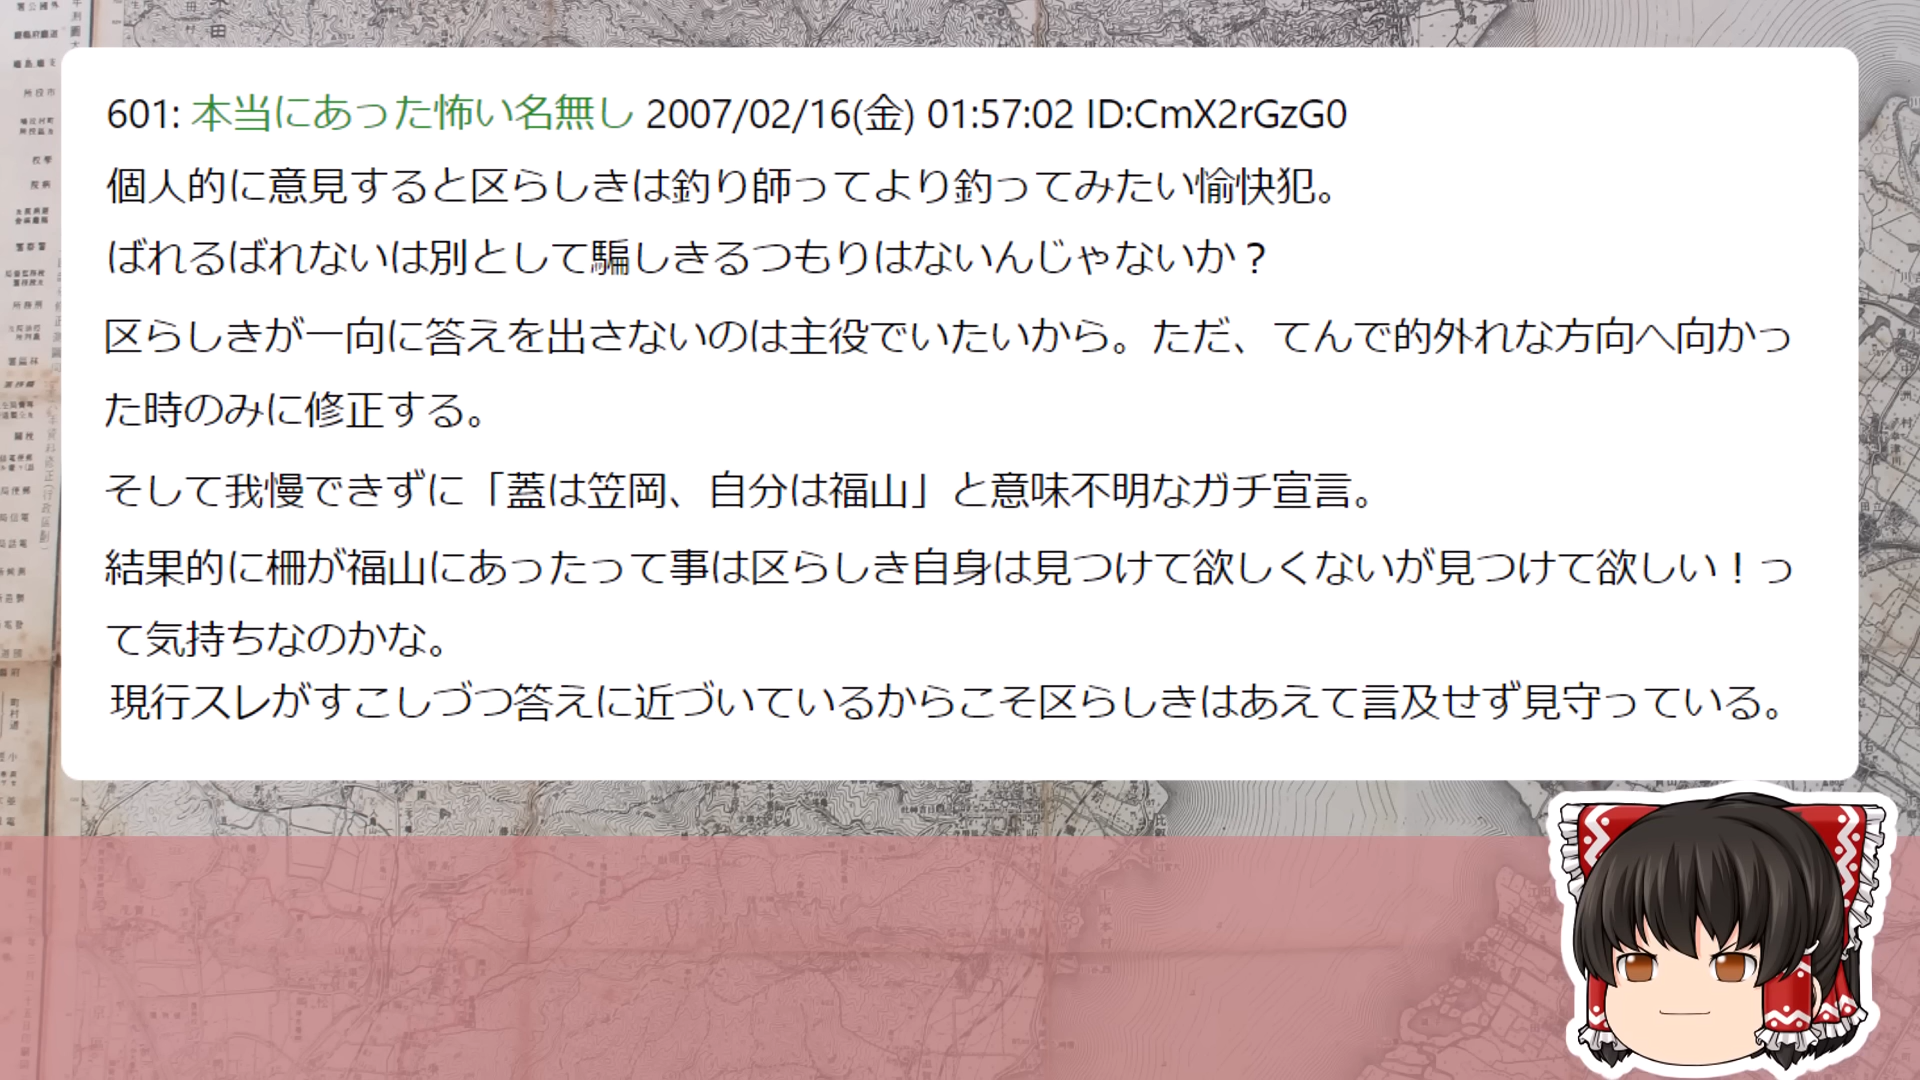 601: 本当にあった怖い名無し 2007/02/16(金) 01:57:02 ID:CmX2rGzG0
個人的に意見すると区らしきは釣り師ってより釣ってみたい愉快犯。
ばれるばれないは別として騙しきるつもりはないんじゃないか？
区らしきが一向に答えを出さないのは主役でいたいから。ただ、てんで的外れな方向へ向かっ
た時のみに修正する。
そして我慢できずに「蓋は笠岡、自分は福山」と意味不明なガチ宣言。
結果的に柵が福山にあったって事は区らしき自身は見つけて欲しくないが見つけて欲しい！っ
て気持ちなのかな。
現行スレがすこしづつ答えに近づいているからこそ区らしきはあえて言及せず見守っている。